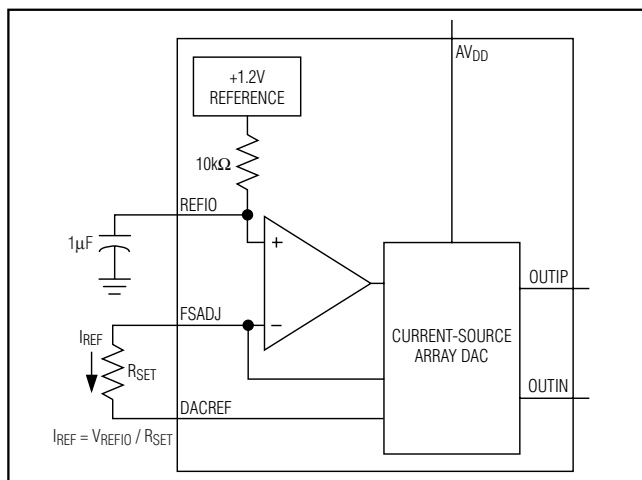 AVDD
+1.2V
REFERENCE
10kΩ
REFIO
1μF
+
OUTIP
FSADJ
−
IREF
CURRENT-SOURCE
ARRAY DAC
RSET
OUTIN
DACREF
IREF = VREFIO / RSET